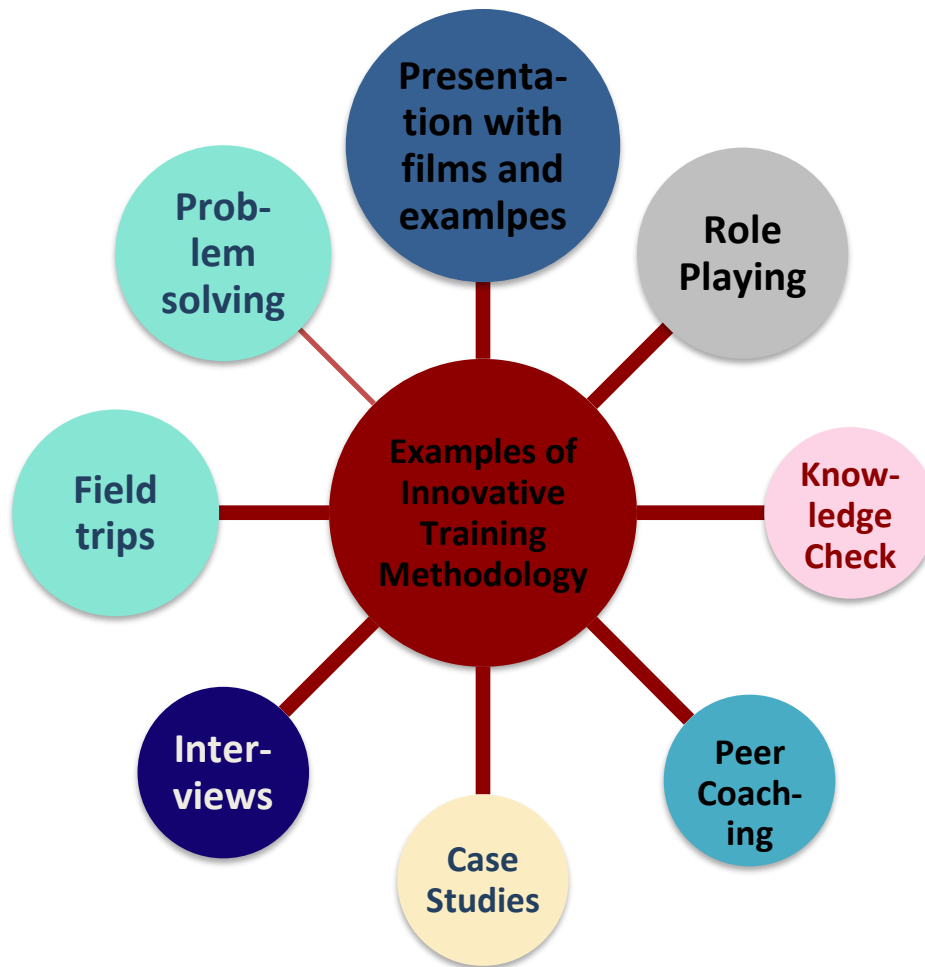 Presenta-
tion with
films and
examlpes
Role
Playing
Know-
ledge
Check
Peer
Coach-
ing
Case
Studies
Inter-
views
Field
trips
Prob-
lem
solving
Examples of
Innovative
Training
Methodology